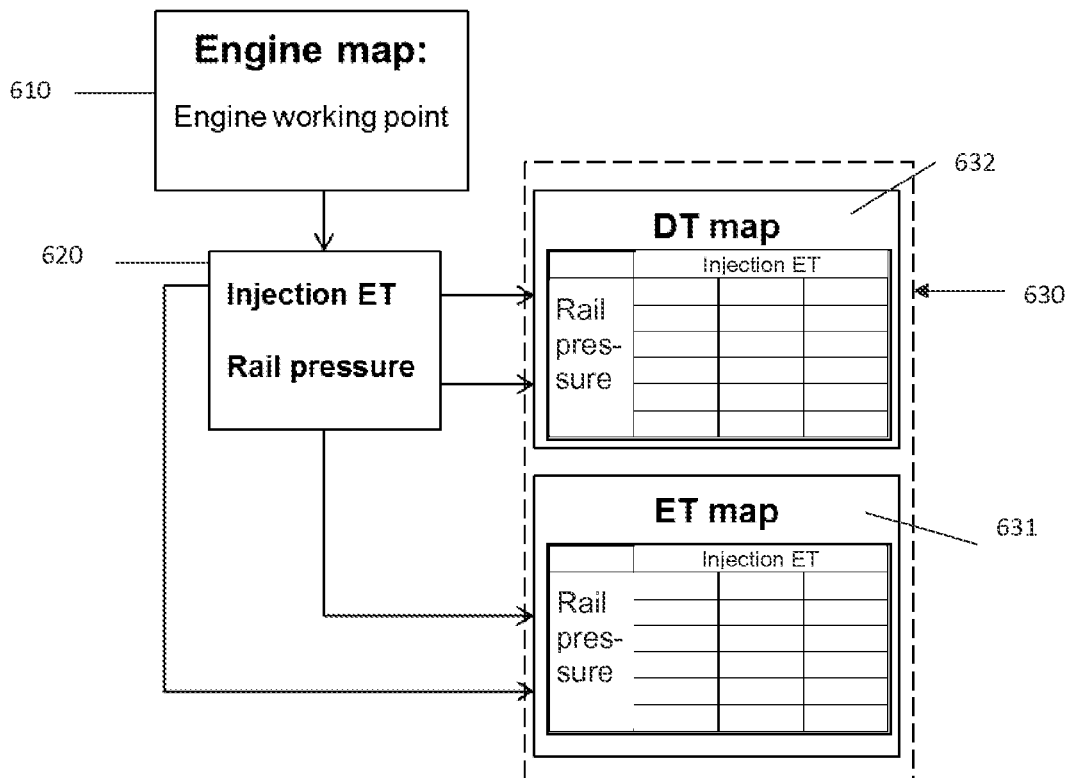 Engine map:
610
Engine working point
632
DT map
620
Injection ET
Injection ET
630
Rail
pres-
sure
Rail pressure
ET map
631
Injection ET
Rail
pres-
sure